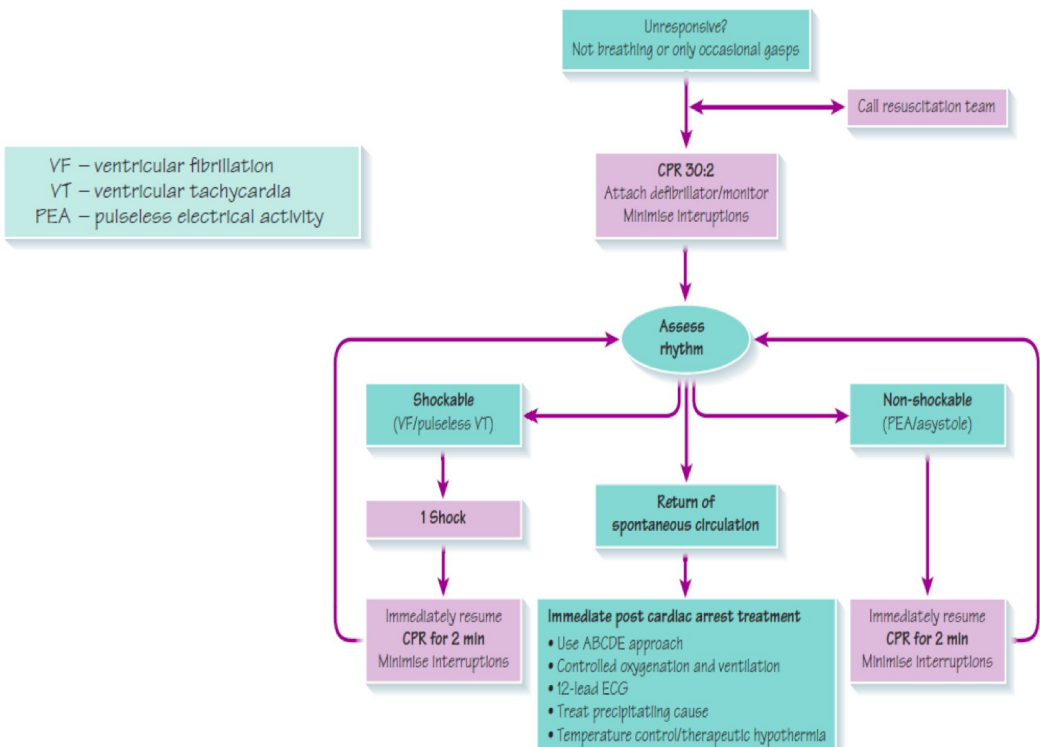 Unresponsive?
Not breathing or only occasional gasps
Call resuscitation team
VF – ventricular fibrillation
VT – ventricular tachycardia
PEA – pulseless electrical activity
CPR 30:2
Attach defibrillator/monitor
Minimise interuptions
Assess
rhythm
Shockable
(VF/pulseless VT)
Non-shockable
(PEA/asystole)
1 Shock
Return of
spontaneous circulation
Immediately resume
CPR for 2 min
Minimise interruptions
Immediate post cardiac arrest treatment
• Use ABCDE approach
• Controlled oxygenation and ventilation
• 12-lead ECG
• Treat precipitatiing cause
• Temperature control/therapeutic hypothermia
Immediately resume
CPR for 2 min
Minimise interruptions